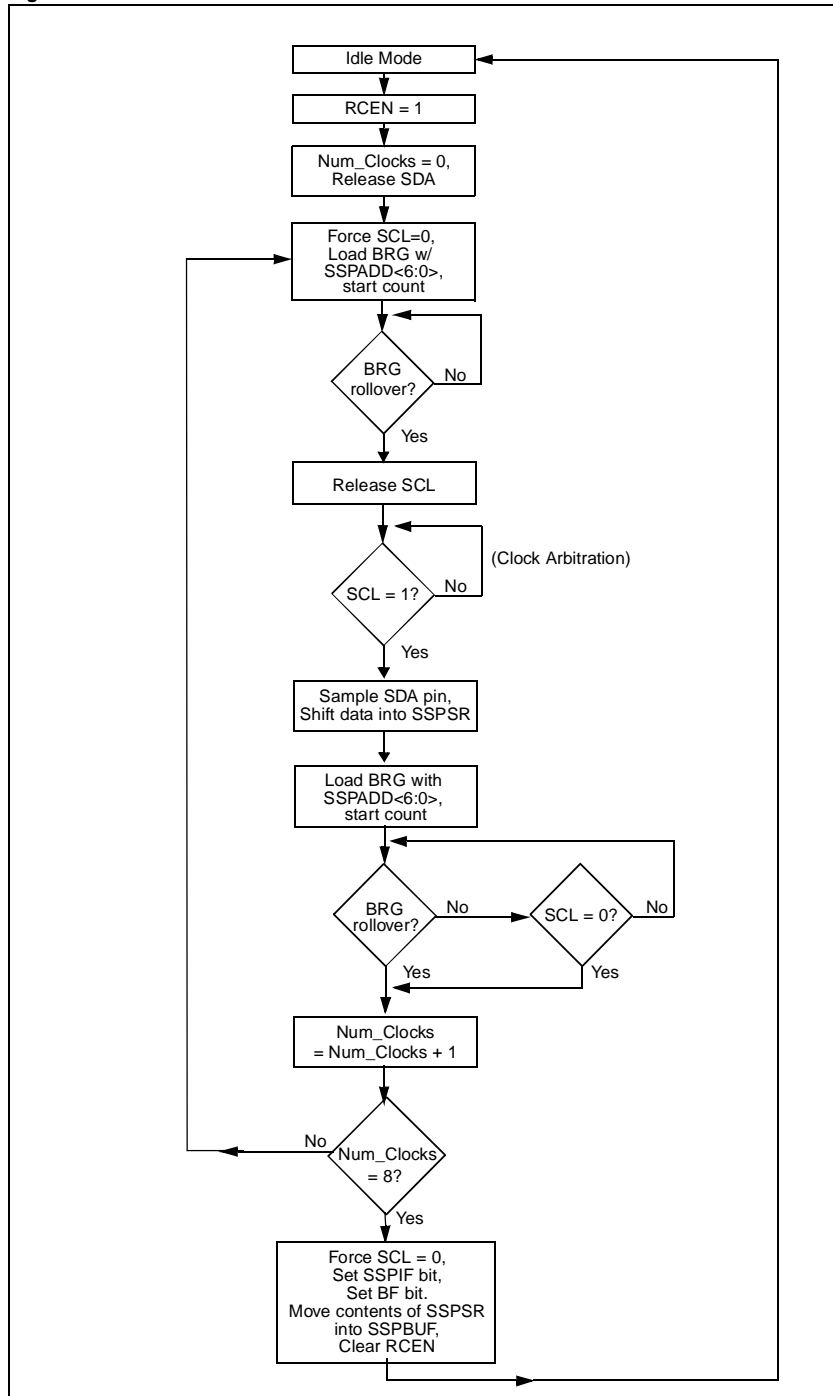 Idle Mode
RCEN = 1
Num_Clocks = 0,
Release SDA
Force SCL=0,
Load BRG w/
SSPADD<6:0>,
start count
BRG
rollover?
No
Yes
Release SCL
(Clock Arbitration)
SCL = 1?
No
Yes
Sample SDA pin,
Shift data into SSPSR
Load BRG with
SSPADD<6:0>,
start count
BRG
rollover?
No
SCL = 0?
No
Yes
Yes
Num_Clocks
= Num_Clocks + 1
No
Num_Clocks
= 8?
Yes
Force SCL = 0,
Set SSPIF bit,
Set BF bit.
Move contents of SSPSR
into SSPBUF,
Clear RCEN